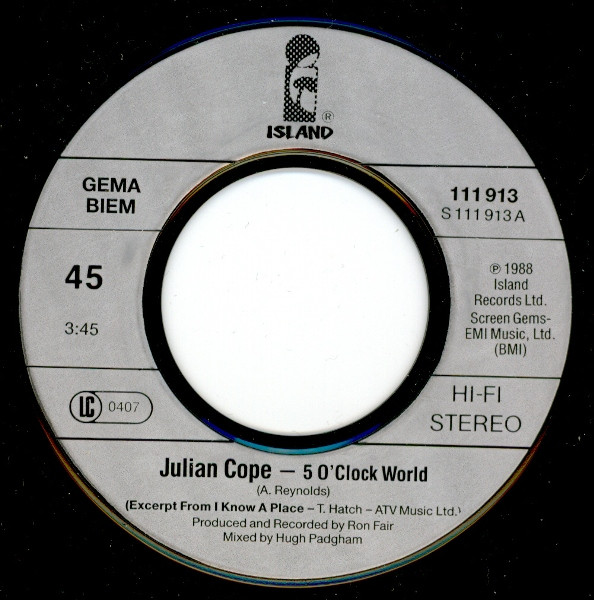 ®
ISLAND
GEMA
BIEM
111 913
S 111 913 A
45
3:45
℗ 1988
Island
Records Ltd.
Screen Gems-
EMI Music, Ltd.
(BMI)
LC 0407
HI-FI
STEREO
Julian Cope – 5 O'Clock World
(A. Reynolds)
(Excerpt From I Know A Place – T. Hatch – ATV Music Ltd.)
Produced and Recorded by Ron Fair
Mixed by Hugh Padgham